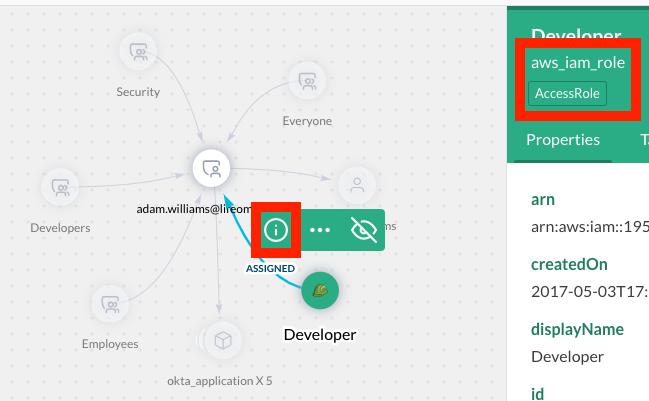 Security
Everyone
Developers
adam.williams@lifeom
ms
ASSIGNED
Developer
Employees
okta_application X 5
Developer
aws_iam_role
AccessRole
Properties
arn
arn:aws:iam::195
createdOn
2017-05-03T17:
displayName
Developer
id